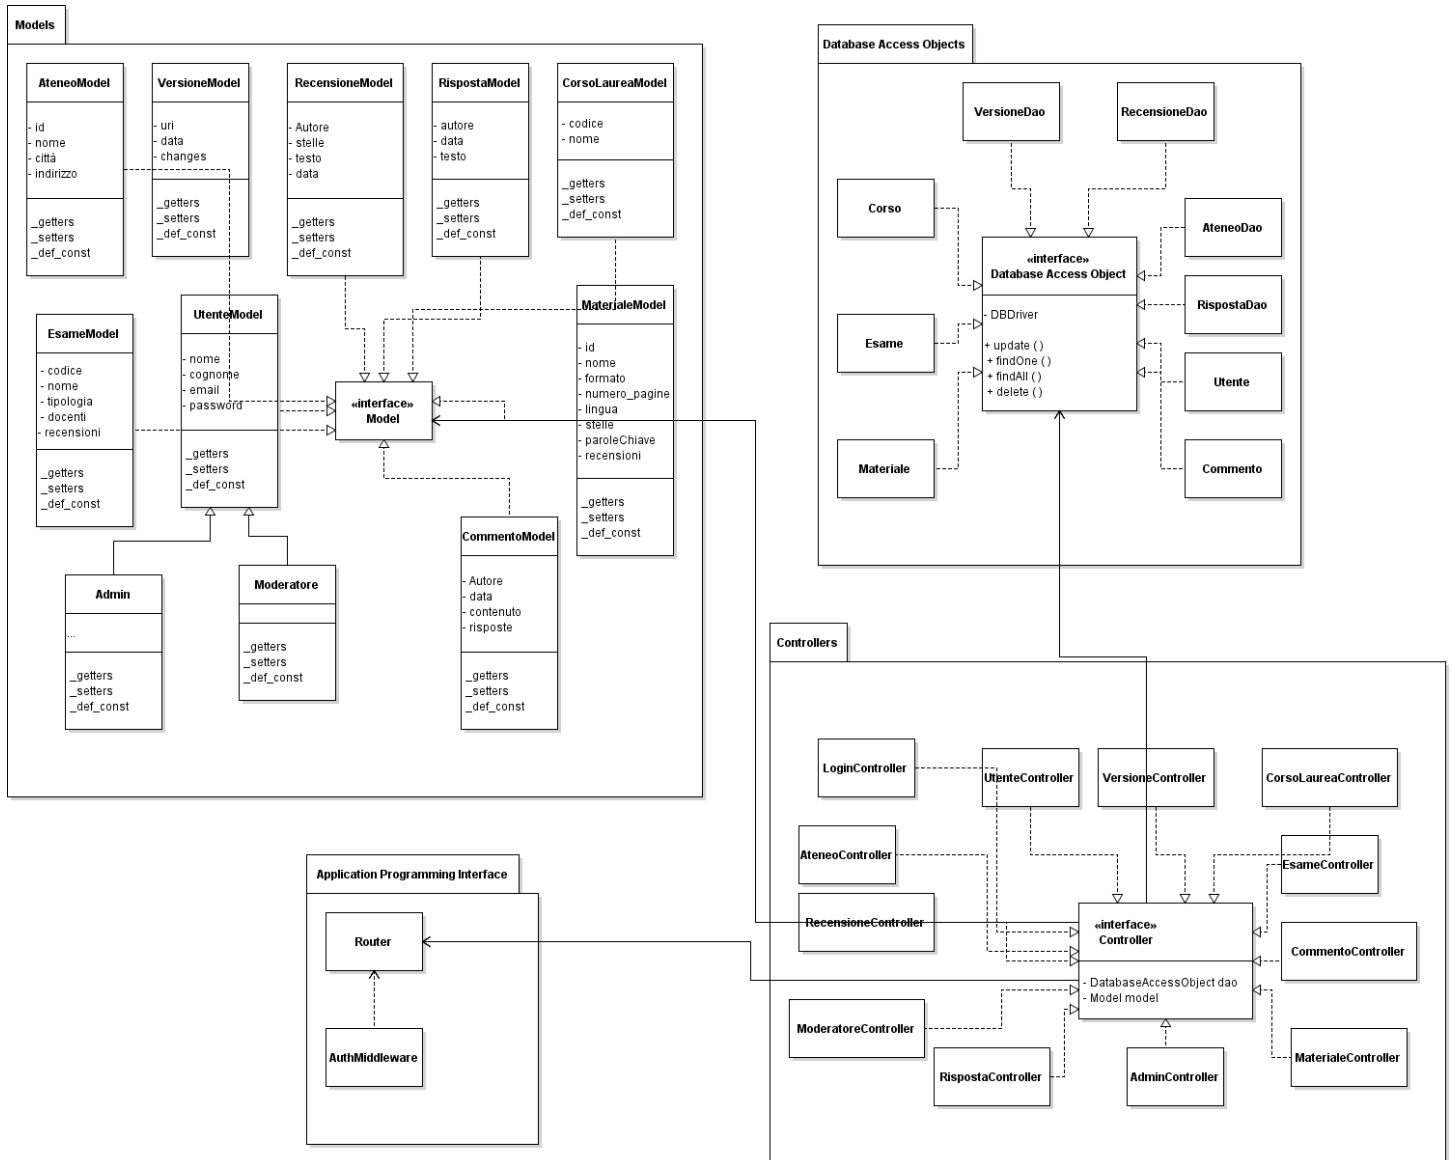 Models
AteneoModel
- id
- nome
- città
- indirizzo
_getters
_setters
_def_const
VersioneModel
- uri
- data
- changes
_getters
_setters
_def_const
RecensioneModel
- Autore
- stelle
- testo
- data
_getters
_setters
_def_const
RispostaModel
- autore
- data
- testo
_getters
_setters
_def_const
CorsoLaureaModel
- codice
- nome
_getters
_setters
_def_const
EsameModel
- codice
- nome
- tipologia
- docenti
- recensioni
_getters
_setters
_def_const
UtenteModel
- nome
- cognome
- email
- password
_getters
_setters
_def_const
«interface»
Model
MaterialeModel
- id
- nome
- formato
- numero_pagine
- lingua
- stelle
- paroleChiave
- recensioni
_getters
_setters
_def_const
Admin
...
_getters
_setters
_def_const
Moderatore
_getters
_setters
_def_const
CommentoModel
- Autore
- data
- contenuto
- risposte
_getters
_setters
_def_const
Database Access Objects
VersioneDao
RecensioneDao
Corso
AteneoDao
«interface»
Database Access Object
- DBDriver
+ update ( )
+ findOne ( )
+ findAll ( )
+ delete ( )
RispostaDao
Esame
Utente
Materiale
Commento
Controllers
LoginController
UtenteController
VersioneController
CorsoLaureaController
AteneoController
EsameController
RecensioneController
«interface»
Controller
- DatabaseAccessObject dao
- Model model
CommentoController
ModeratoreController
MaterialeController
RispostaController
AdminController
Application Programming Interface
Router
AuthMiddleware